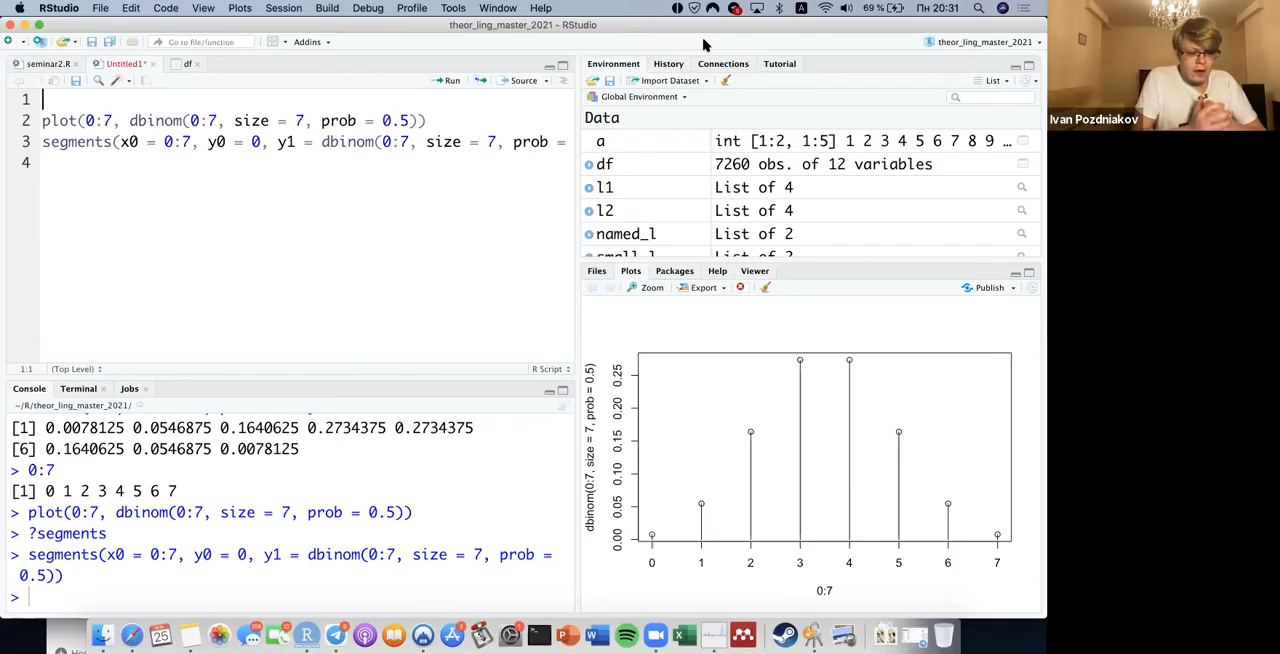 RStudio File Edit Code View Plots Session Build Debug Profile Tools Window Help 69 % A Пн 20:31
theor_ling_master_2021 - RStudio
Go to file/function Addins theor_ling_master_2021
seminar2.R Untitled1* df
Run Source
1
2 plot(0:7, dbinom(0:7, size = 7, prob = 0.5))
3 segments(x0 = 0:7, y0 = 0, y1 = dbinom(0:7, size = 7, prob =
4
1:1 (Top Level) R Script
Console Terminal Jobs
~/R/theor_ling_master_2021/
[1] 0.0078125 0.0546875 0.1640625 0.2734375 0.2734375
[6] 0.1640625 0.0546875 0.0078125
> 0:7
[1] 0 1 2 3 4 5 6 7
> plot(0:7, dbinom(0:7, size = 7, prob = 0.5))
> ?segments
> segments(x0 = 0:7, y0 = 0, y1 = dbinom(0:7, size = 7, prob =
0.5))
>
Environment History Connections Tutorial
Import Dataset List
Global Environment
Data
a int [1:2, 1:5] 1 2 3 4 5 6 7 8 9 …
df 7260 obs. of 12 variables
l1 List of 4
l2 List of 4
named_l List of 2
small_l List of 2
Files Plots Packages Help Viewer
Zoom Export Publish
dbinom(0:7, size = 7, prob = 0.5)
0.25
0.20
0.15
0.10
0.05
0.00
0 1 2 3 4 5 6 7
0:7
Ivan Pozdniakov